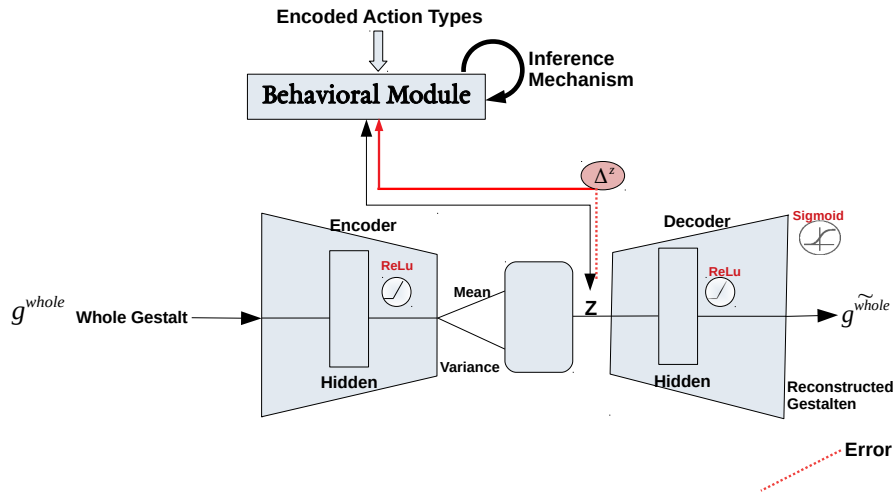 Encoded Action Types
Inference
Mechanism
Behavioral Module
Δz
Encoder
Decoder
Sigmoid
ReLu
ReLu
Mean
g whole
Whole Gestalt
Z
g ~whole
Variance
Hidden
Hidden
Reconstructed
Gestalten
Error